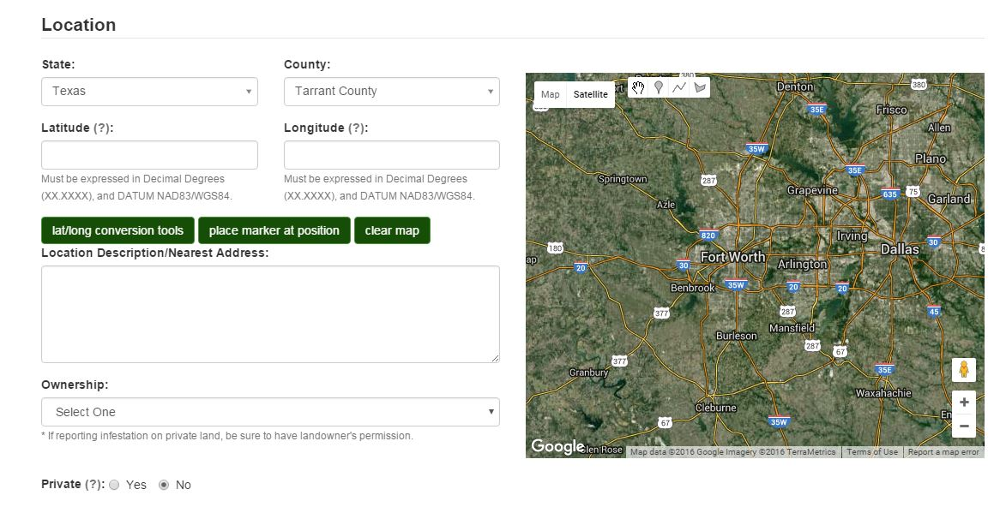 Location
State:
County:
Texas
Tarrant County
Latitude (?):
Longitude (?):
Must be expressed in Decimal Degrees
(XX.XXXX), and DATUM NAD83/WGS84.
Must be expressed in Decimal Degrees
(XX.XXXX), and DATUM NAD83/WGS84.
lat/long conversion tools
place marker at position
clear map
Location Description/Nearest Address:
Ownership:
Select One
* If reporting infestation on private land, be sure to have landowner's permission.
Private (?):
Yes
No
Map
Satellite
380
Denton
380
35E
Frisco
Allen
35W
Plano
35E
Springtown
287
Grapevine
635
75
Garland
Azle
820
Irving
30
180
Dallas
Fort Worth
20
30
Arlington
Benbrook
35W
20
20
377
287
45
Mansfield
Burleson
287
67
377
35E
Granbury
Waxahachie
+
Cleburne
67
35W
−
Google
Glen Rose
Map data ©2016 Google Imagery ©2016 TerraMetrics
Terms of Use
Report a map error